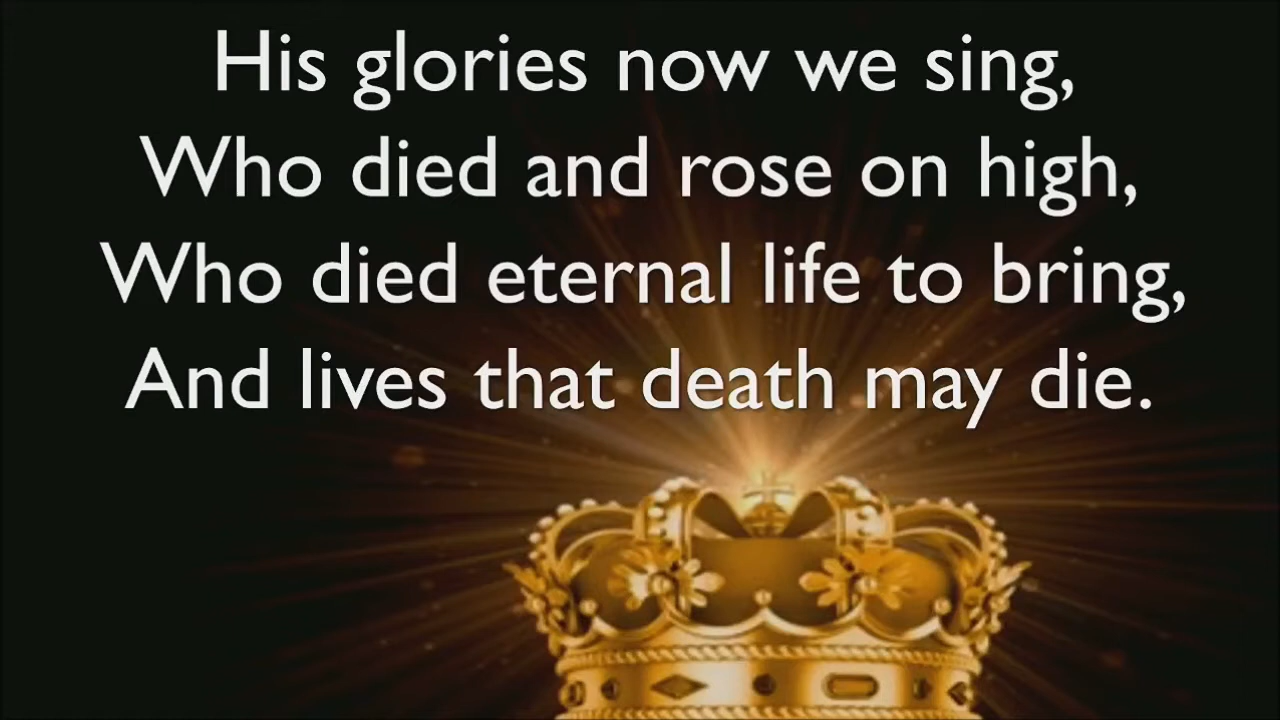 His glories now we sing,
Who died and rose on high,
Who died eternal life to bring,
And lives that death may die.